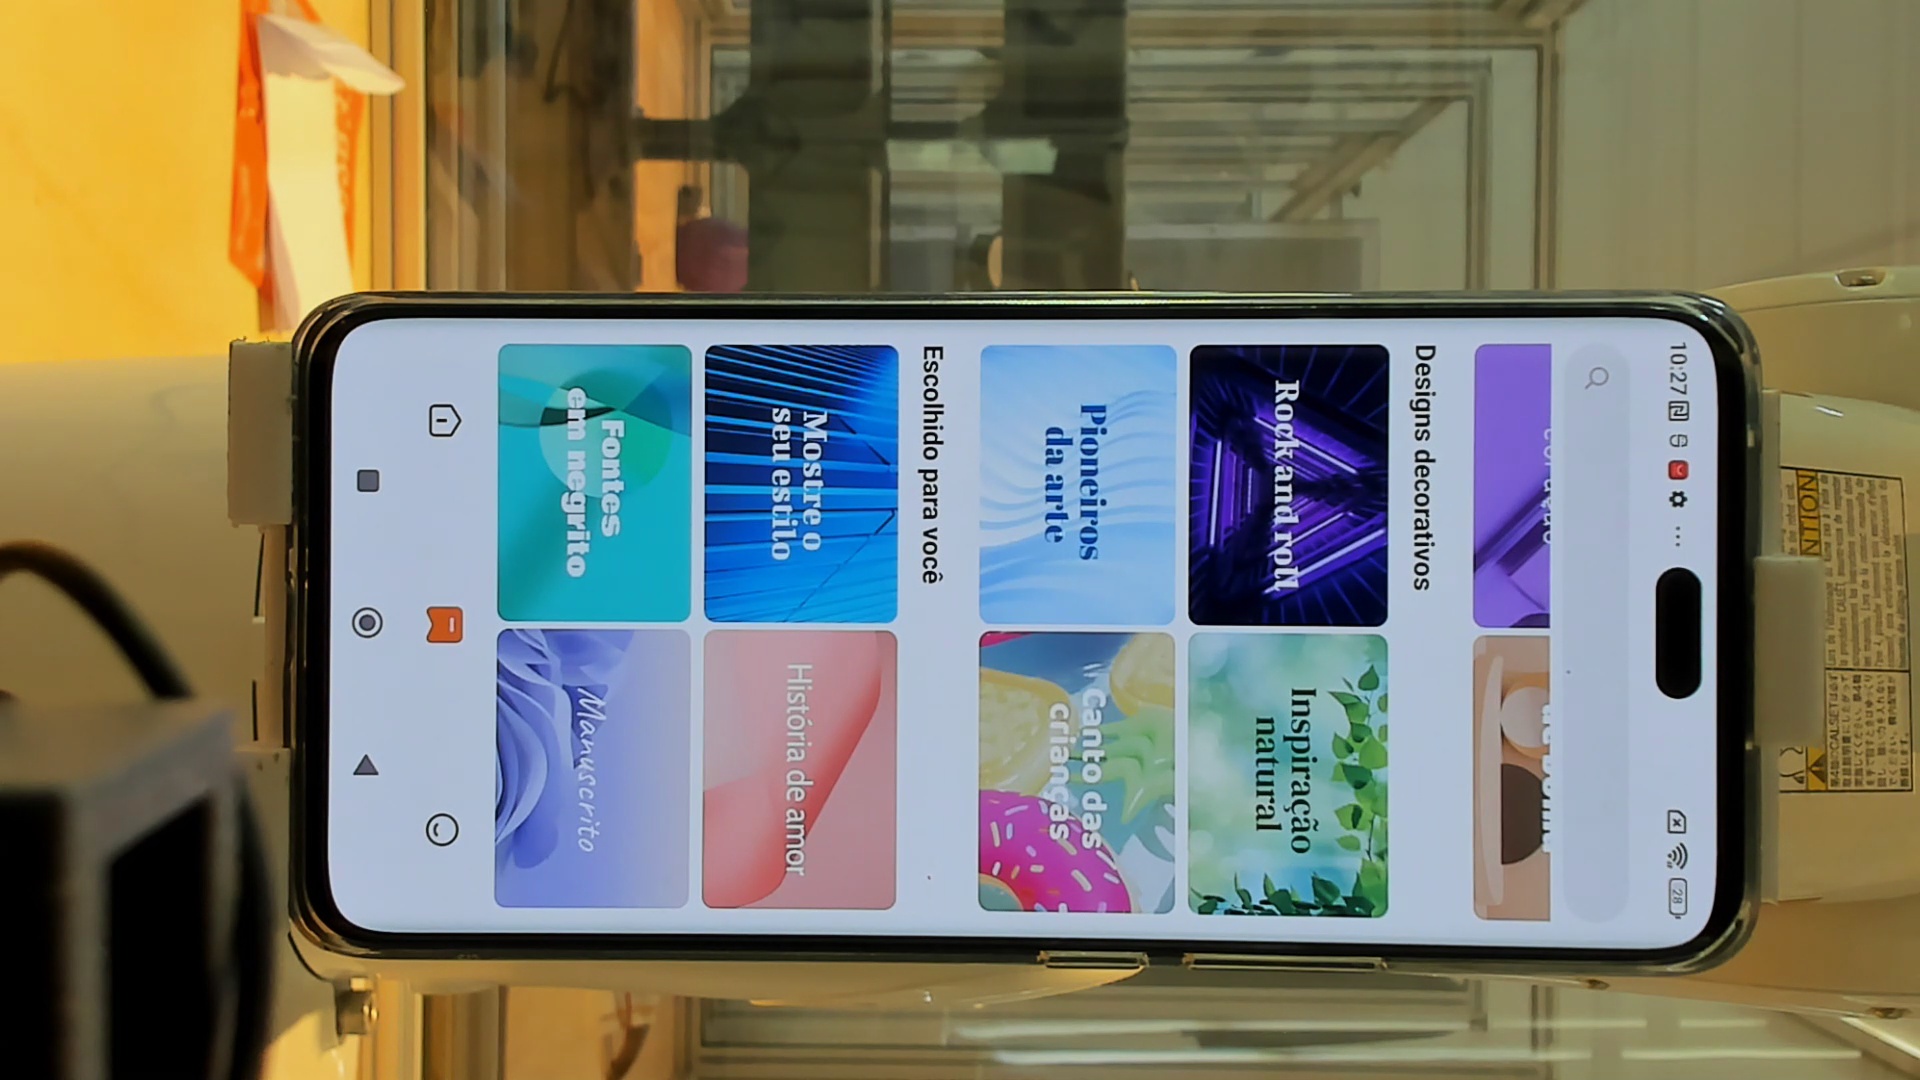 10:27
28
Designs decorativos
Rock and roll
Inspiração
natural
Pioneiros
da arte
Canto das
crianças
Escolhido para você
Mostre o
seu estilo
História de amor
Fontes
em negrito
Manuscrito